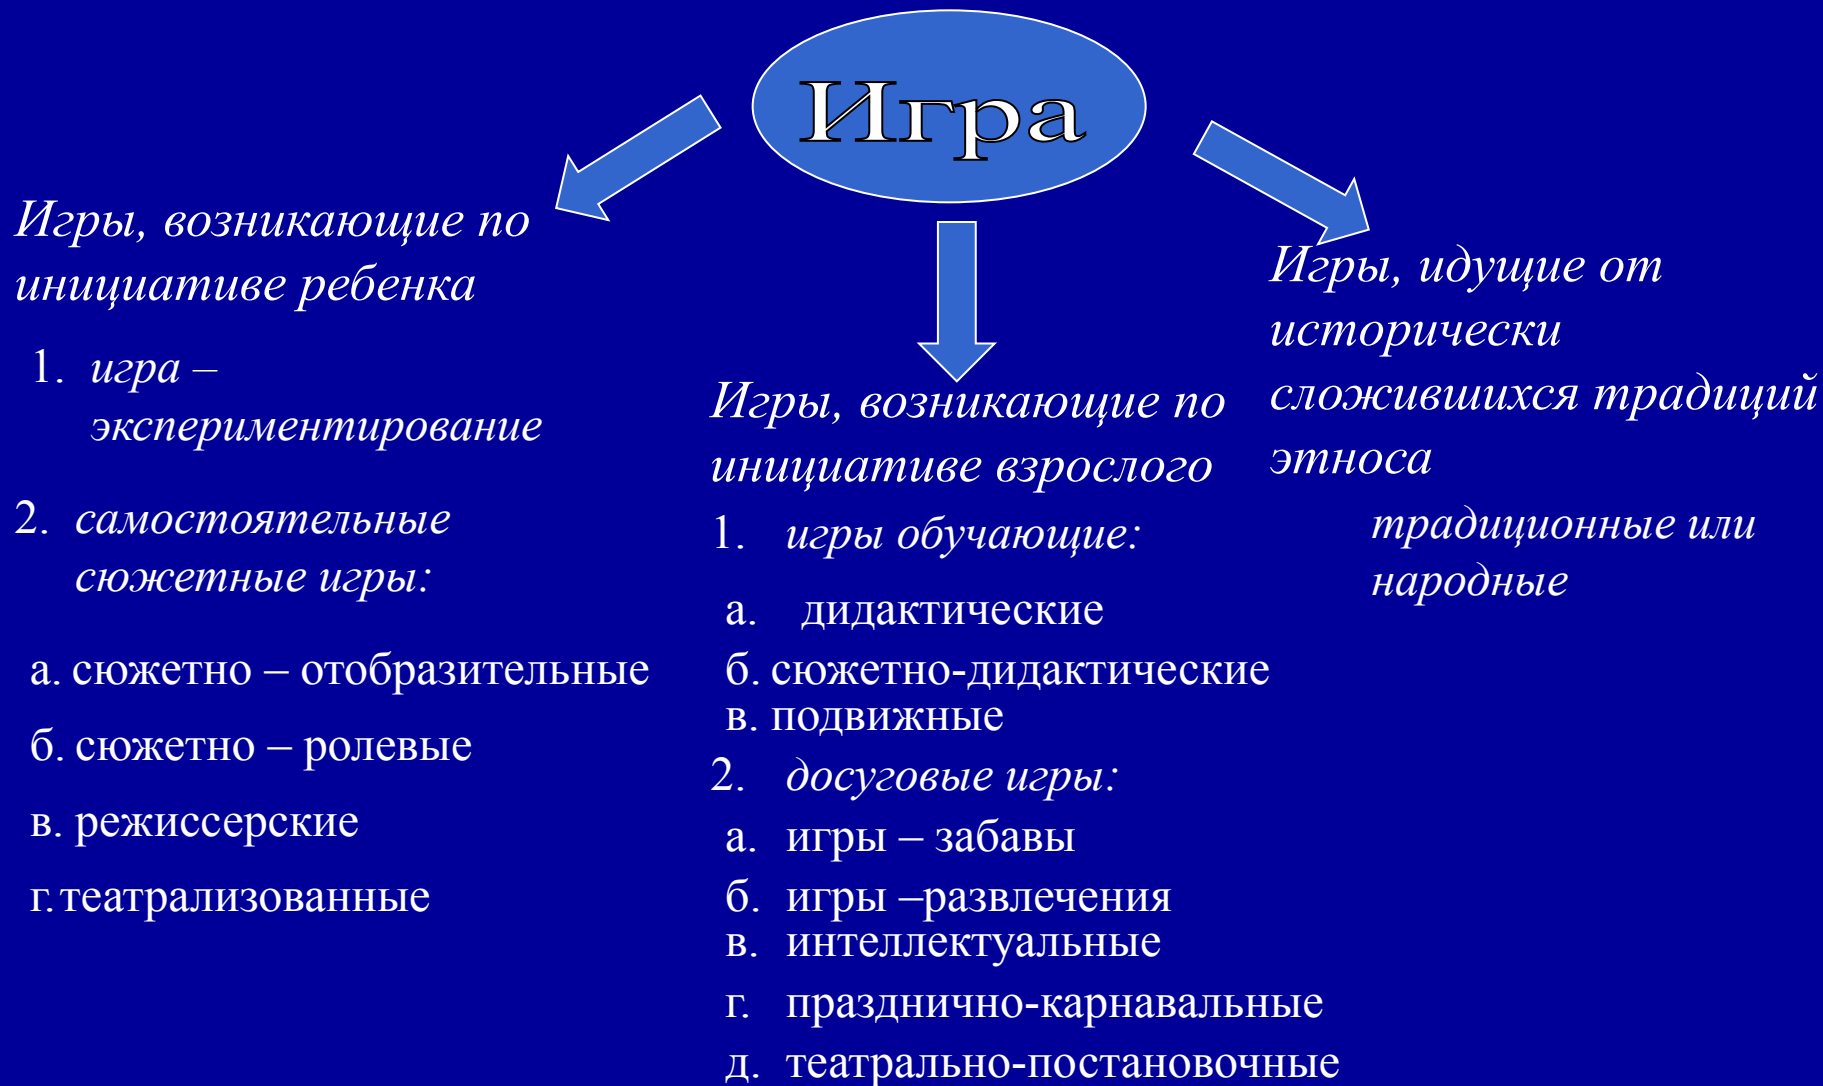 Игра
Игры, возникающие по
инициативе ребенка
1. игра –
экспериментирование
2. самостоятельные
сюжетные игры:
а. сюжетно – отобразительные
б. сюжетно – ролевые
в. режиссерские
г. театрализованные
Игры, возникающие по
инициативе взрослого
1. игры обучающие:
а. дидактические
б. сюжетно-дидактические
в. подвижные
2. досуговые игры:
а. игры – забавы
б. игры –развлечения
в. интеллектуальные
г. празднично-карнавальные
д. театрально-постановочные
Игры, идущие от
исторически
сложившихся традиций
этноса
традиционные или
народные